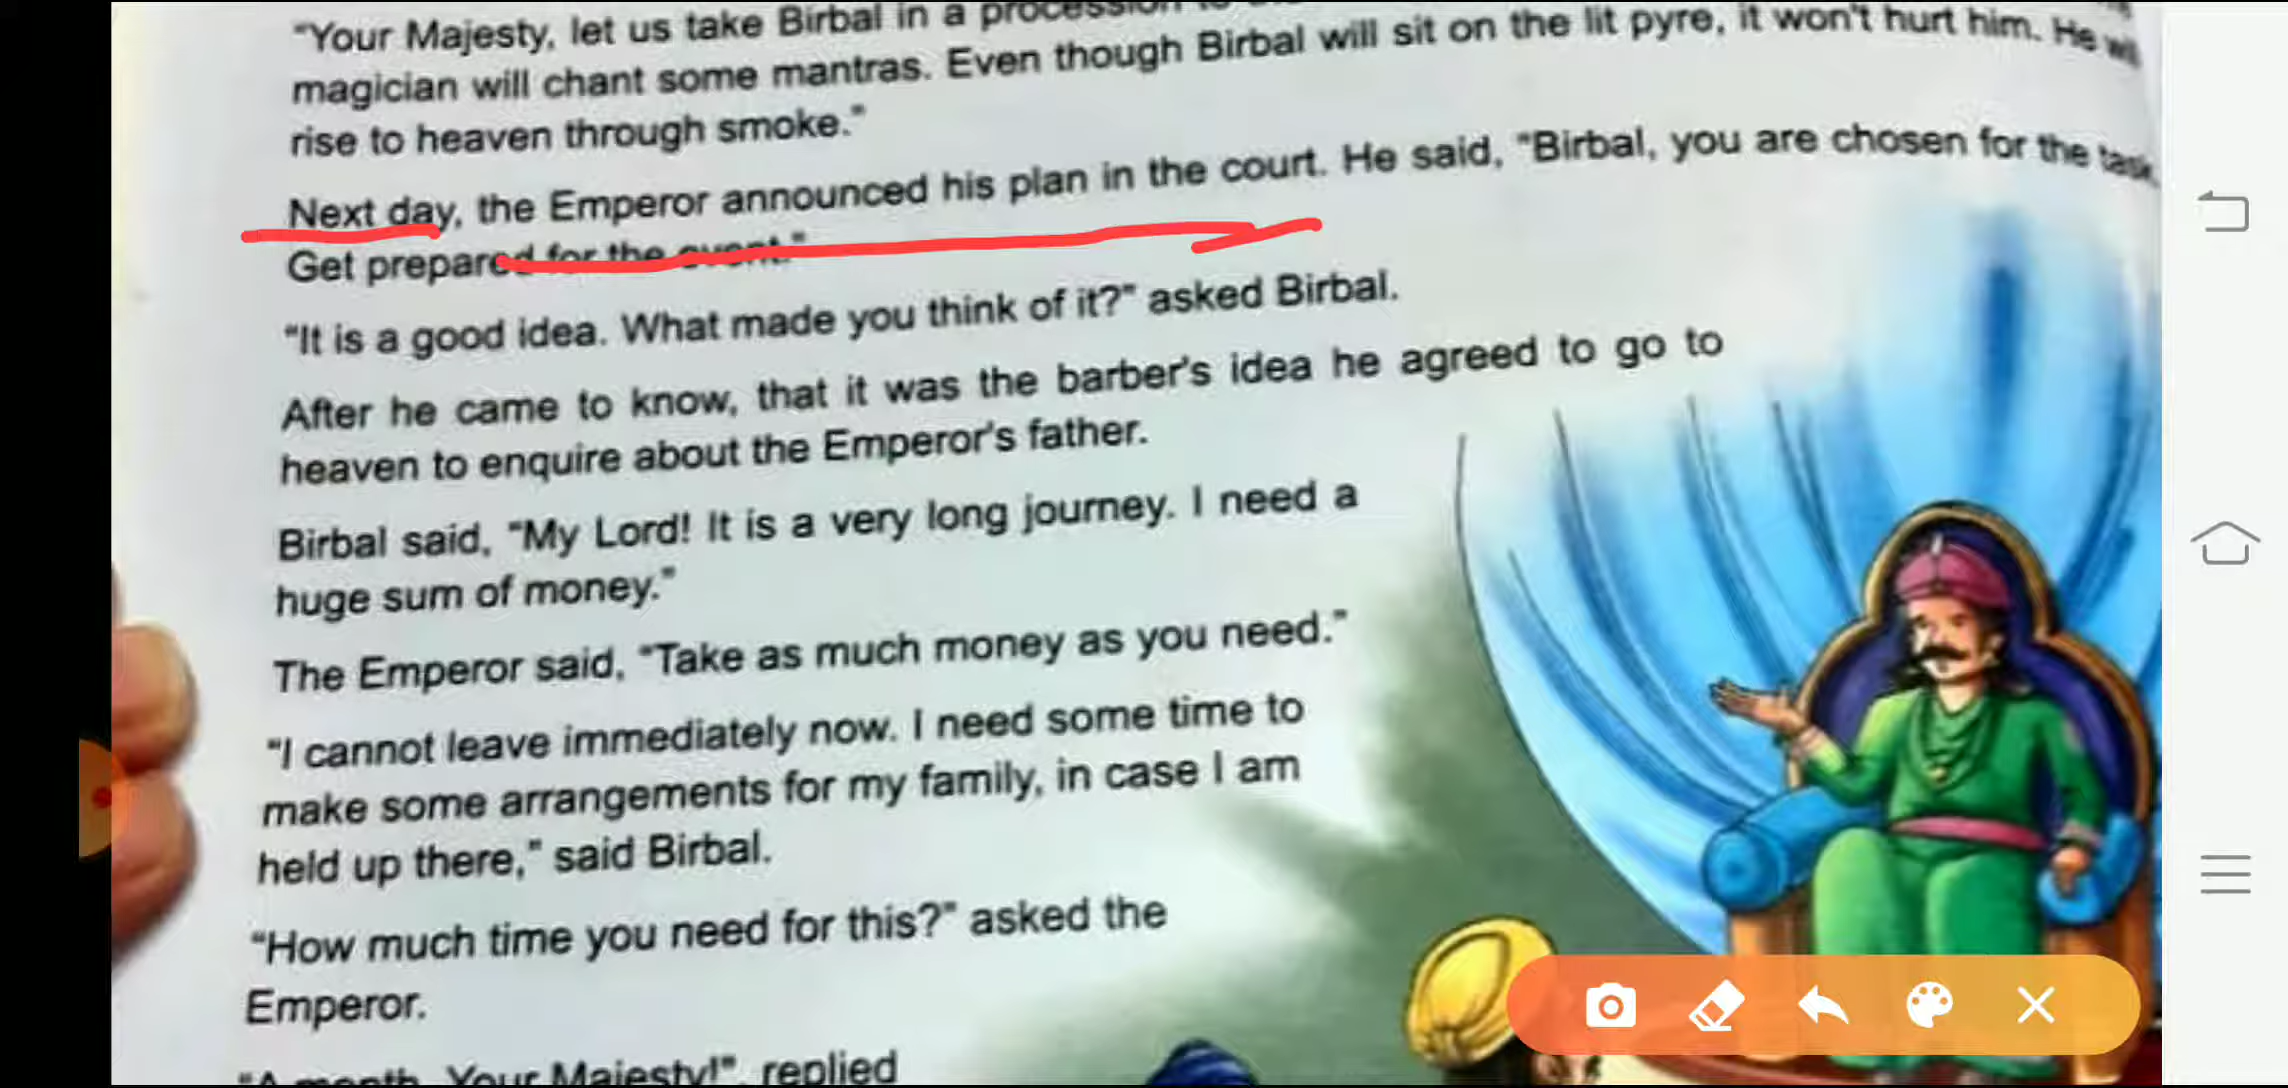 "Your Majesty, let us take Birbal in a procession to
magician will chant some mantras. Even though Birbal will sit on the lit pyre, it won't hurt him. He will
rise to heaven through smoke."
Next day, the Emperor announced his plan in the court. He said, "Birbal, you are chosen for the task.
Get prepared for the event."
"It is a good idea. What made you think of it?" asked Birbal.
After he came to know, that it was the barber's idea he agreed to go to
heaven to enquire about the Emperor's father.
Birbal said, "My Lord! It is a very long journey. I need a
huge sum of money."
The Emperor said, "Take as much money as you need."
"I cannot leave immediately now. I need some time to
make some arrangements for my family, in case I am
held up there," said Birbal.
"How much time you need for this?" asked the
Emperor.
"A month, Your Majesty!", replied